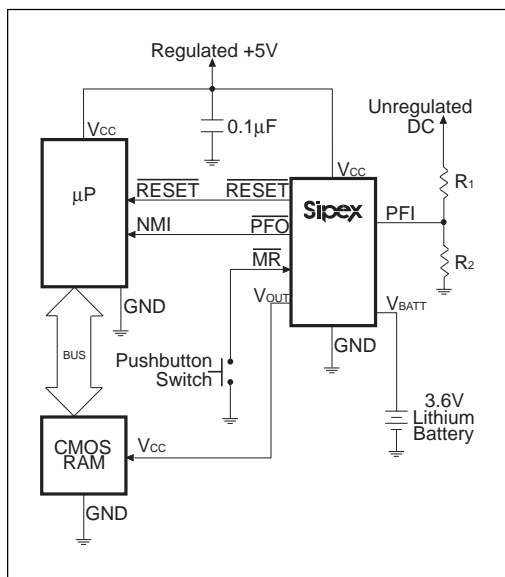 Regulated +5V
Unregulated
DC
VCC
0.1μF
VCC
μP
RESET
RESET
Sipex
R1
NMI
PFO
PFI
MR
R2
VOUT
VBATT
GND
GND
BUS
Pushbutton
Switch
3.6V
Lithium
Battery
CMOS
RAM
VCC
GND